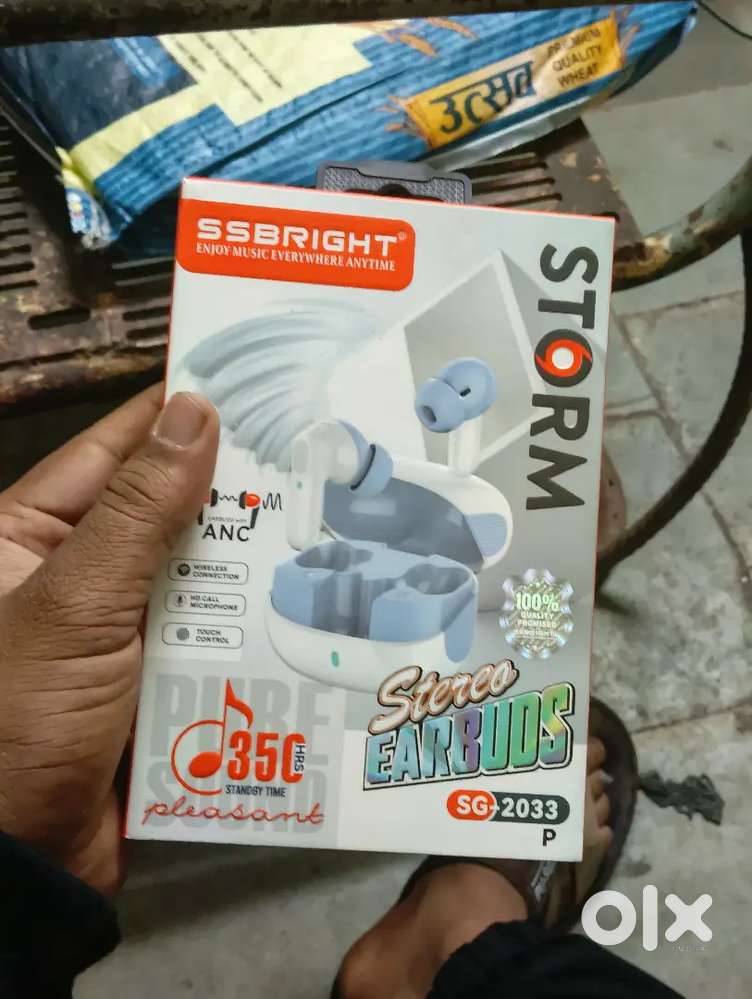 PREMIUM
QUALITY
WHEAT
उत्सव
SSBRIGHT®
ENJOY MUSIC EVERYWHERE ANYTIME
STORM
ANC
WIRELESS
CONNECTION
HD CALL
MICROPHONE
TOUCH
CONTROL
100%
QUALITY
PROMISED
PURE
SOUND
350
HRS
STANDBY TIME
pleasant
Stereo
EARBUDS
SG-2033
P
olx